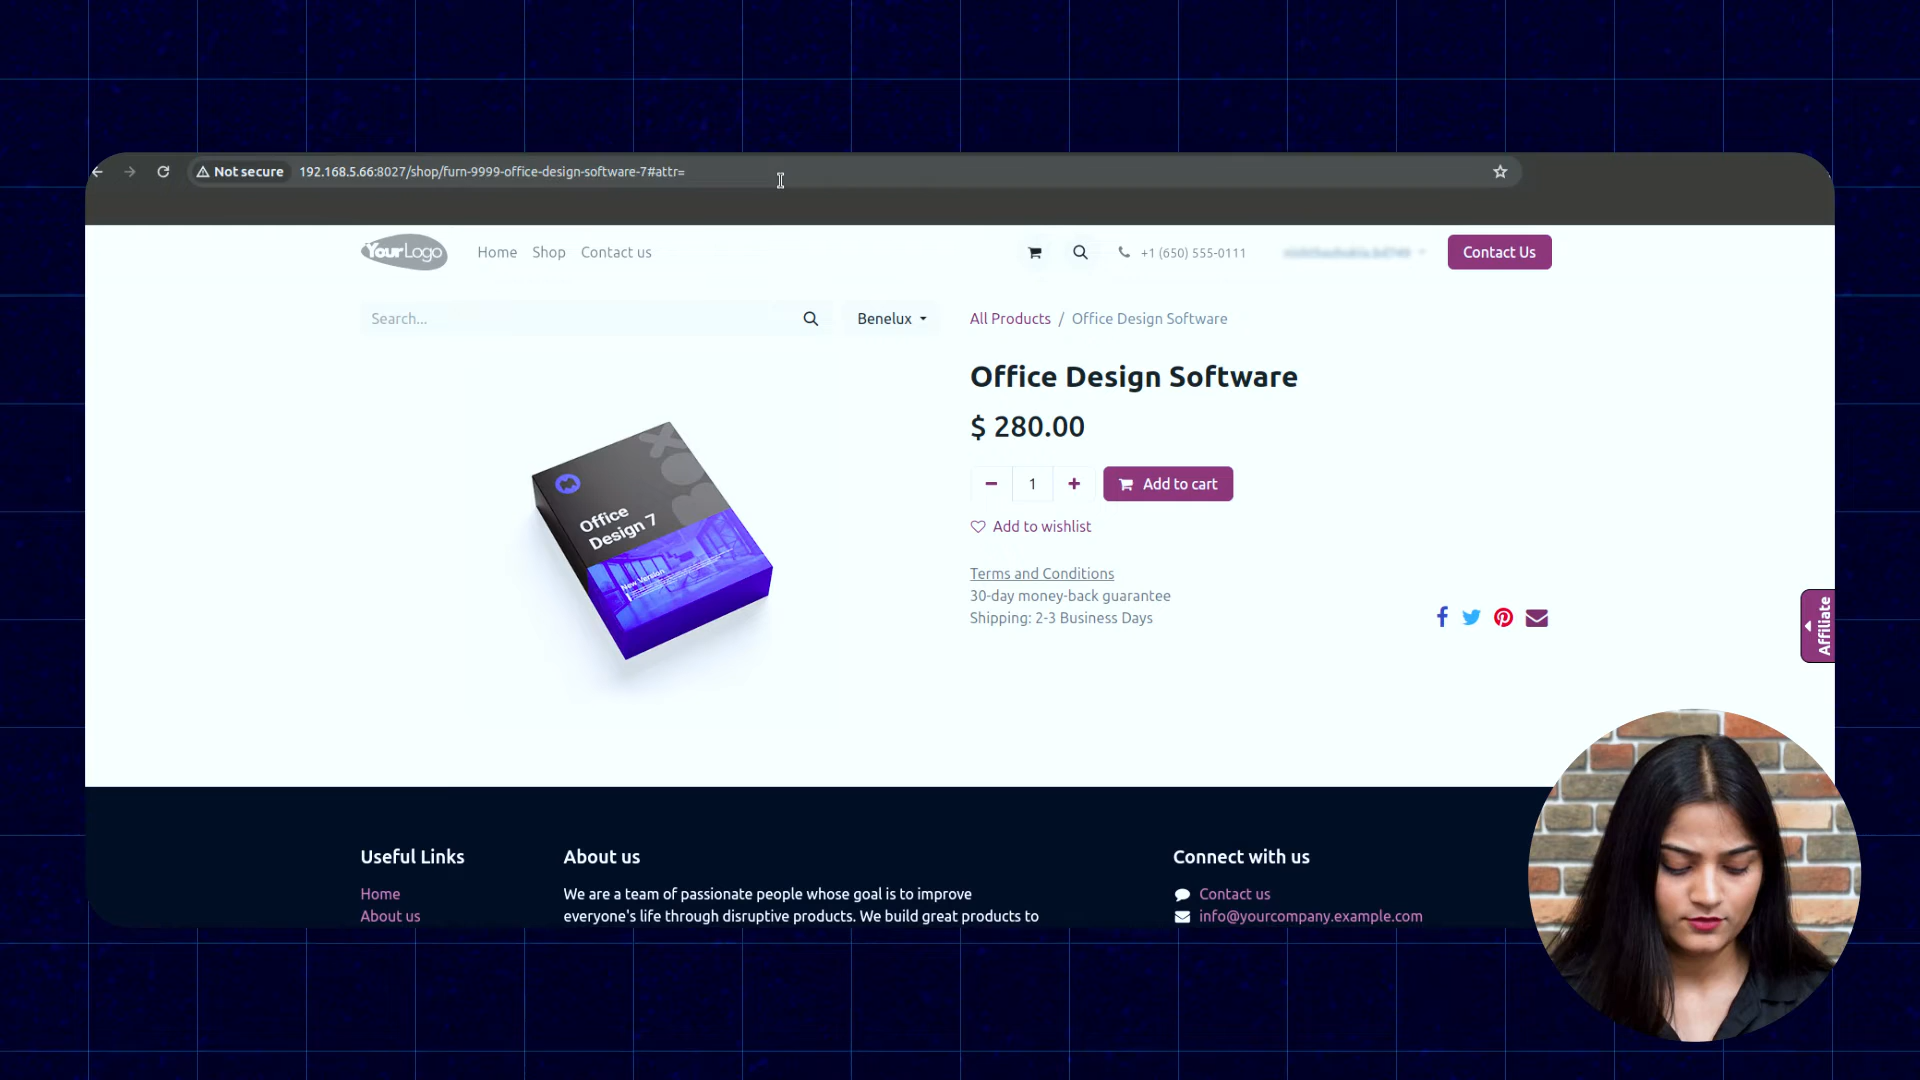 Not secure 192.168.5.66:8027/shop/furn-9999-office-design-software-7#attr=
YourLogo Home Shop Contact us +1 (650) 555-0111 Contact Us
Search... Benelux All Products / Office Design Software
Office Design Software
$ 280.00
1 Add to cart
Add to wishlist
Terms and Conditions
30-day money-back guarantee
Shipping: 2-3 Business Days
Office
Design 7
New Version
Affiliate
Useful Links
Home
About us
About us
We are a team of passionate people whose goal is to improve
everyone's life through disruptive products. We build great products to
Connect with us
Contact us
info@yourcompany.example.com